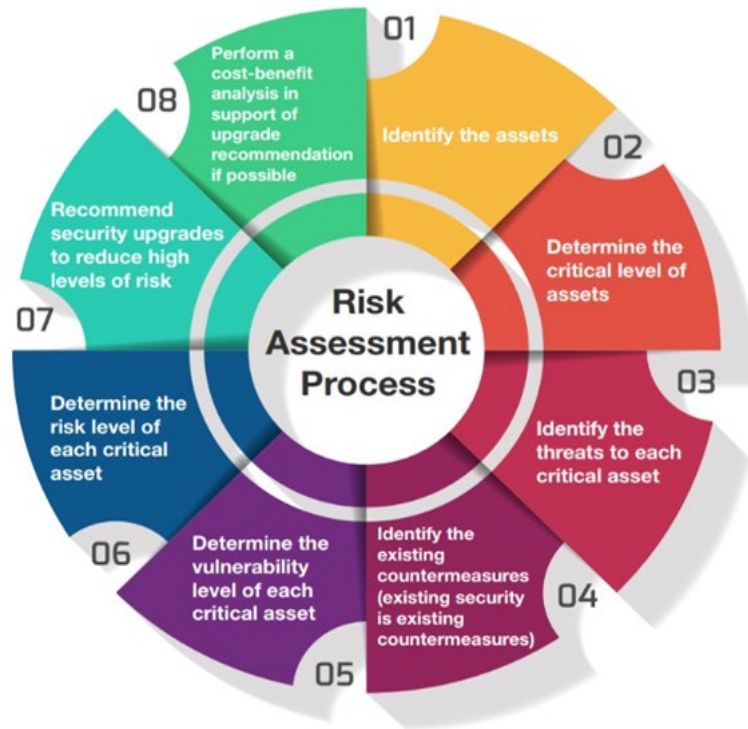 Risk
Assessment
Process
01
Identify the assets
02
Determine the
critical level of
assets
03
Identify the
threats to each
critical asset
04
Identify the
existing
countermeasures
(existing security
is existing
countermeasures)
05
Determine the
vulnerability
level of each
critical asset
06
Determine the
risk level of
each critical
asset
07
Recommend
security upgrades
to reduce high
levels of risk
08
Perform a
cost-benefit
analysis in
support of
upgrade
recommendation
if possible